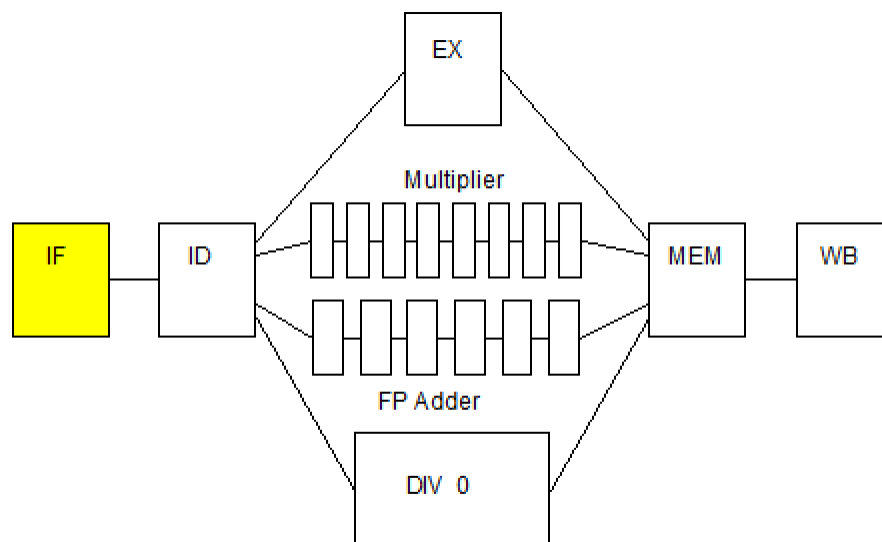 EX
Multiplier
IF
ID
MEM
WB
FP Adder
DIV 0